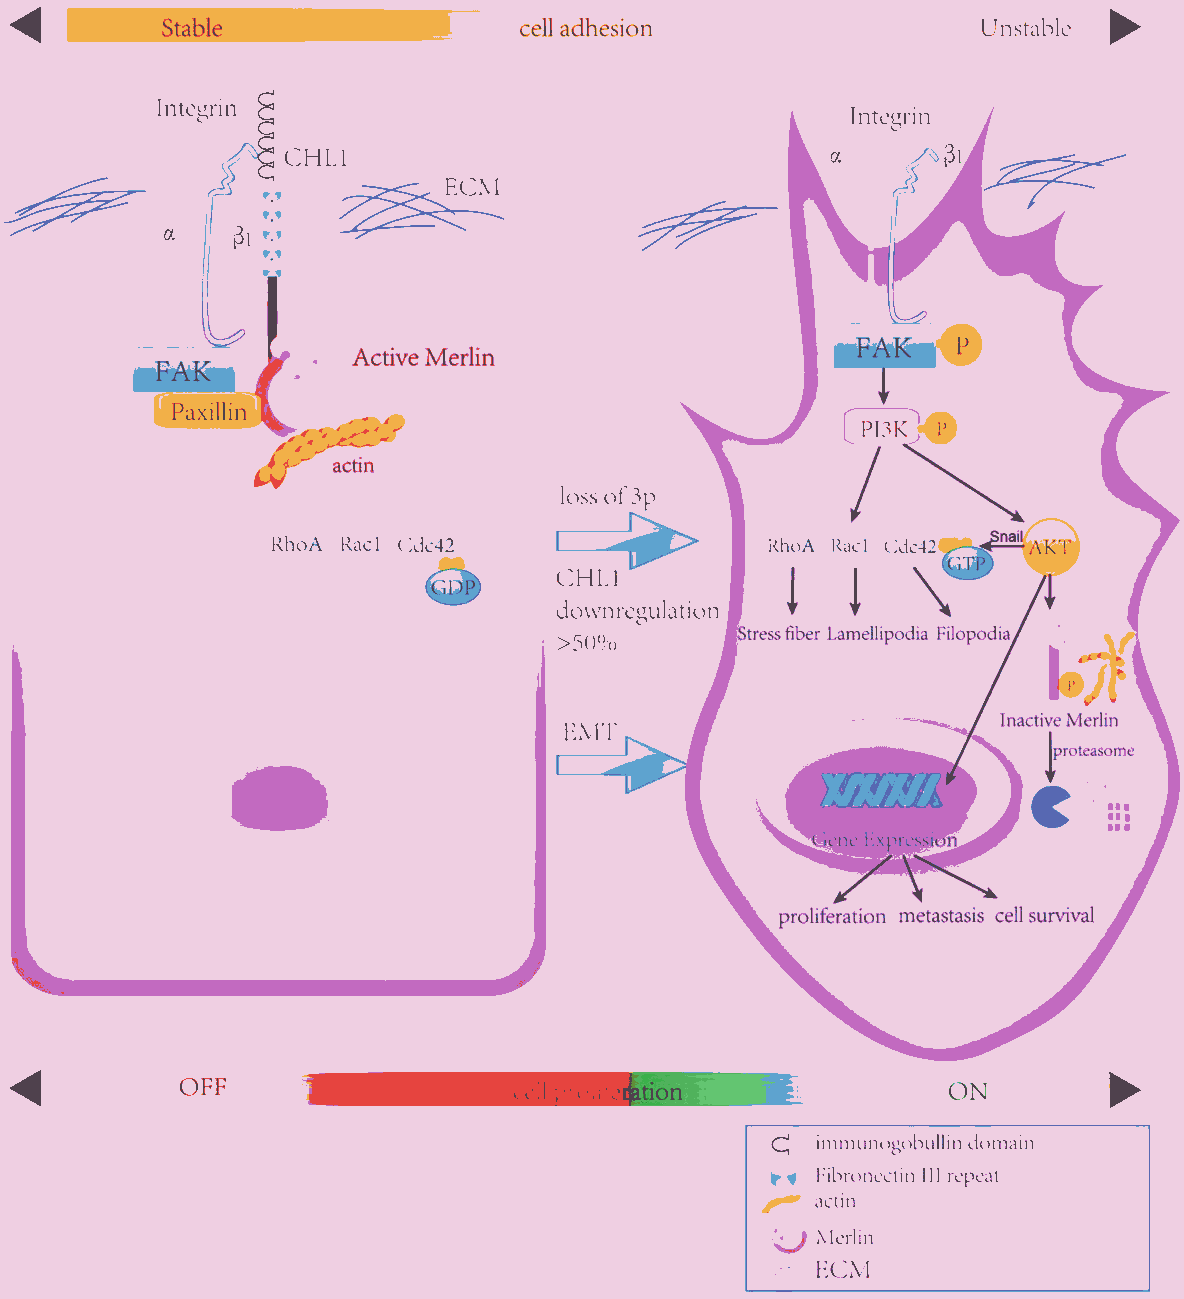 Stable cell adhesion Unstable
Integrin
CHL1
ECM
α
β1
FAK
Paxillin
Active Merlin
actin
RhoA Rac1 Cdc42
GDP
loss of 3p
CHL1
downregulation
>50%
EMT
Integrin
α
β1
FAK P
PI3K P
RhoA Rac1 Cdc42 GTP Snail AKT
Stress fiber Lamellipodia Filopodia
P
Inactive Merlin
proteasome
Gene Expression
proliferation metastasis cell survival
OFF cell proliferation ON
immunogobullin domain
Fibronectin III repeat
actin
Merlin
ECM